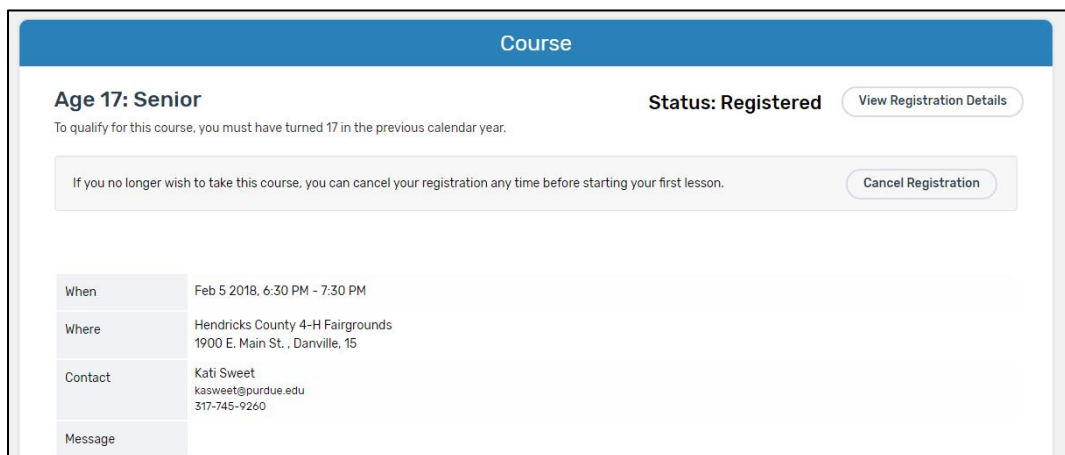 Course
Age 17: Senior
Status: Registered
View Registration Details
To qualify for this course, you must have turned 17 in the previous calendar year.
If you no longer wish to take this course, you can cancel your registration any time before starting your first lesson.
Cancel Registration
When
Feb 5 2018, 6:30 PM - 7:30 PM
Where
Hendricks County 4-H Fairgrounds
1900 E. Main St. , Danville, 15
Contact
Kati Sweet
kasweet@purdue.edu
317-745-9260
Message